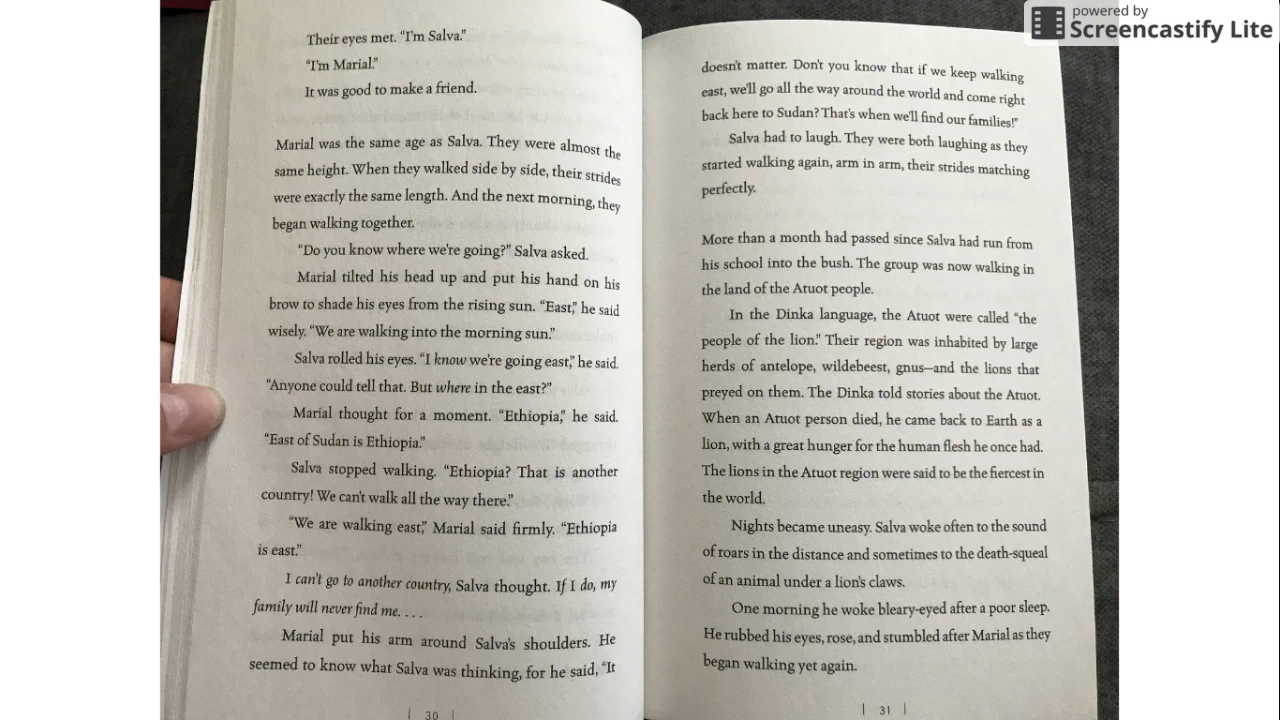 Their eyes met. “I’m Salva.”
“I’m Marial.”
It was good to make a friend.
Marial was the same age as Salva. They were almost the
same height. When they walked side by side, their strides
were exactly the same length. And the next morning, they
began walking together.
“Do you know where we’re going?” Salva asked.
Marial tilted his head up and put his hand on his
brow to shade his eyes from the rising sun. “East,” he said
wisely. “We are walking into the morning sun.”
Salva rolled his eyes. “I know we’re going east,” he said.
“Anyone could tell that. But where in the east?”
Marial thought for a moment. “Ethiopia,” he said.
“East of Sudan is Ethiopia.”
Salva stopped walking. “Ethiopia? That is another
country! We can’t walk all the way there.”
“We are walking east,” Marial said firmly. “Ethiopia
is east.”
I can’t go to another country, Salva thought. If I do, my
family will never find me. . . .
Marial put his arm around Salva’s shoulders. He
seemed to know what Salva was thinking, for he said, “It
| 30 |
doesn’t matter. Don’t you know that if we keep walking
east, we’ll go all the way around the world and come right
back here to Sudan? That’s when we’ll find our families!”
Salva had to laugh. They were both laughing as they
started walking again, arm in arm, their strides matching
perfectly.
More than a month had passed since Salva had run from
his school into the bush. The group was now walking in
the land of the Atuot people.
In the Dinka language, the Atuot were called “the
people of the lion.” Their region was inhabited by large
herds of antelope, wildebeest, gnus—and the lions that
preyed on them. The Dinka told stories about the Atuot.
When an Atuot person died, he came back to Earth as a
lion, with a great hunger for the human flesh he once had.
The lions in the Atuot region were said to be the fiercest in
the world.
Nights became uneasy. Salva woke often to the sound
of roars in the distance and sometimes to the death-squeal
of an animal under a lion’s claws.
One morning he woke bleary-eyed after a poor sleep.
He rubbed his eyes, rose, and stumbled after Marial as they
began walking yet again.
| 31 |
powered by
Screencastify Lite